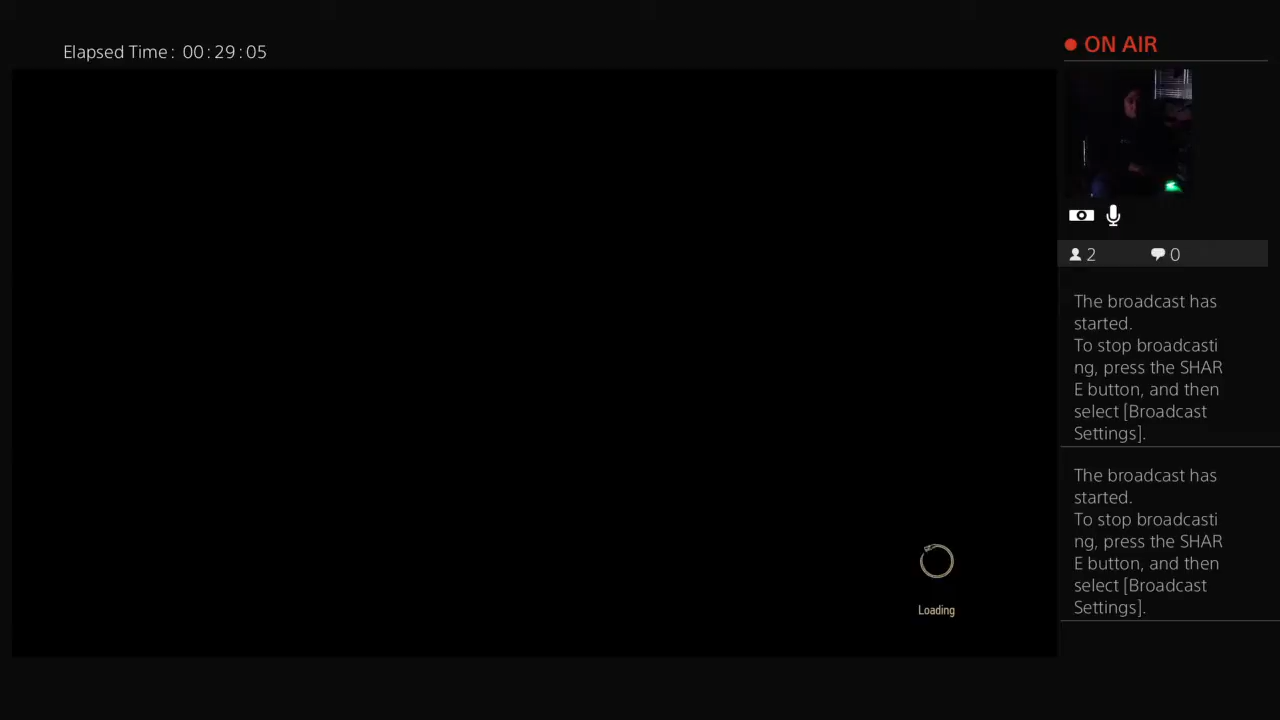 Elapsed Time: 00:29:05
ON AIR
2 0
The broadcast has
started.
To stop broadcasti
ng, press the SHAR
E button, and then
select [Broadcast
Settings].
The broadcast has
started.
To stop broadcasti
ng, press the SHAR
E button, and then
select [Broadcast
Settings].
Loading